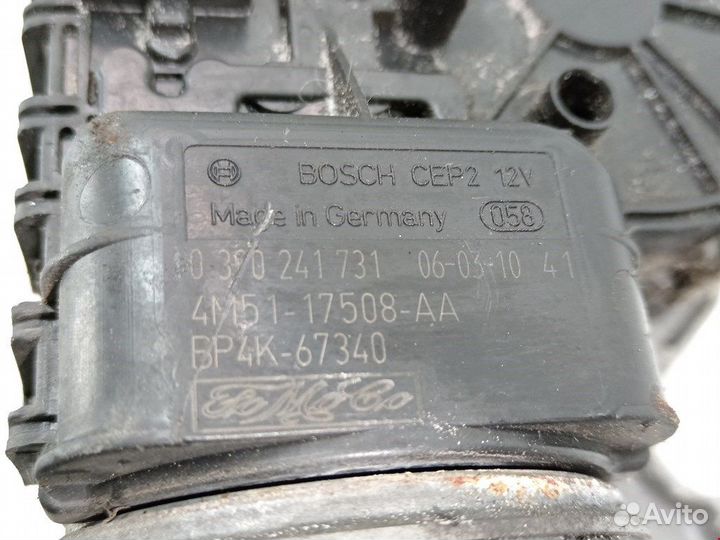 BOSCH CEP2 12V
Made in Germany 058
0 390 241 731 06-03-10 41
4M51-17508-AA
BP4K-67340
FoMoCo
Avito